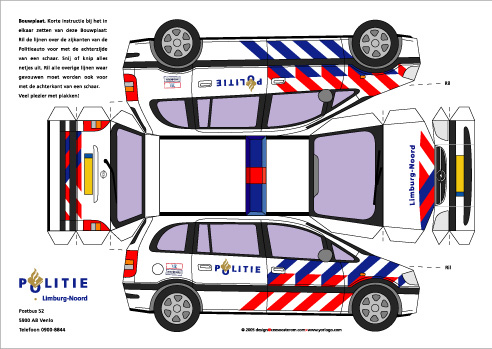 Bouwplaat. Korte instructie bij het in
elkaar zetten van deze Bouwplaat:
Ril de lijnen over de zijkanten van de
Politieauto voor met de achterzijde
van een schaar. Snij of knip alles
netjes uit. Ril alle overige lijnen waar
gevouwen moet worden ook voor
met de achterkant van een schaar.
Veel plezier met plakken!
POLITIE
Ril
Limburg-Noord
POLITIE
Ril
POLITIE
Limburg-Noord
Postbus 52
5900 AB Venlo
Telefoon 0900-8844